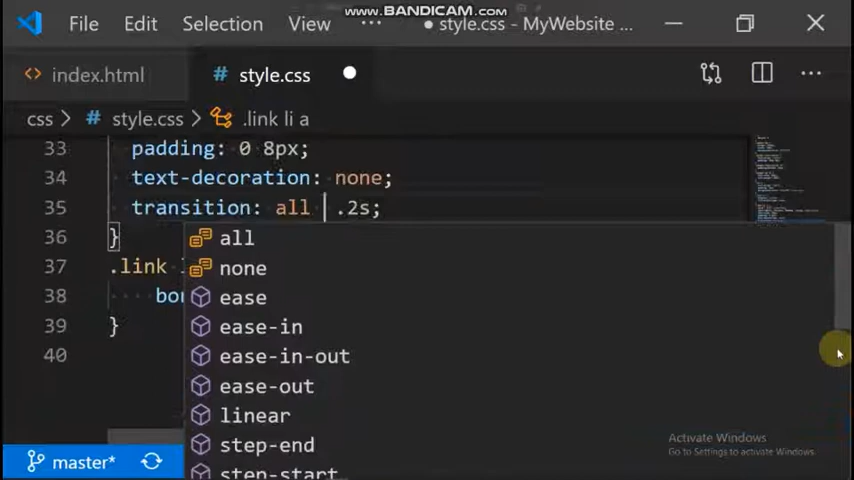 WWW.BANDICAM.COM
File Edit Selection View ... ● style.css - MyWebsite ...
<> index.html # style.css ●
css > # style.css > .link li a
33 padding: 0 8px;
34 text-decoration: none;
35 transition: all .2s;
36 }
all
37 .link
none
38 bor
ease
39 }
ease-in
40
ease-in-out
ease-out
linear
step-end
step-start
Activate Windows
Go to Settings to activate Windows.
master*